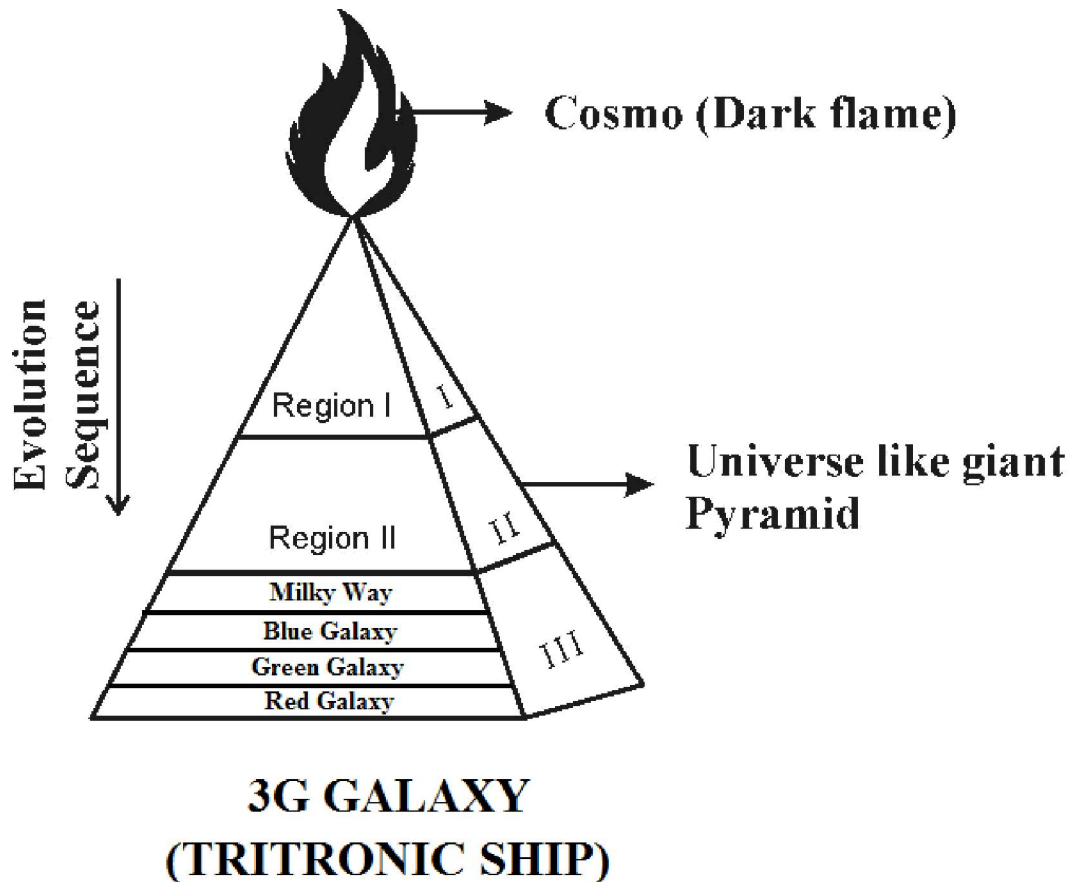 Cosmo (Dark flame)
Evolution
Sequence
Region I
I
Universe like giant
Pyramid
Region II
II
Milky Way
Blue Galaxy
Green Galaxy
Red Galaxy
III
3G GALAXY
(TRITRONIC SHIP)